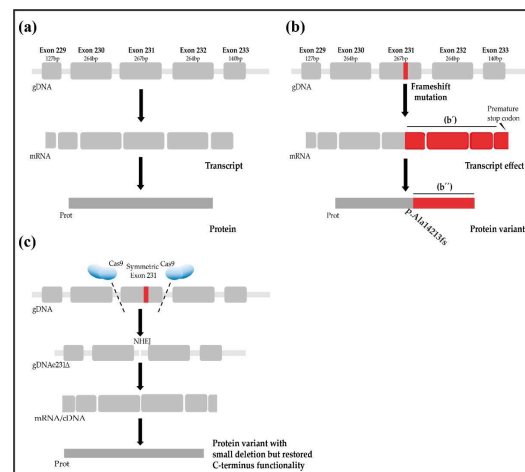 (a)
Exon 229 Exon 230 Exon 231 Exon 232 Exon 233
127bp 264bp 267bp 264bp 140bp
gDNA
mRNA
Transcript
Prot
Protein
(b)
Exon 229 Exon 230 Exon 231 Exon 232 Exon 233
127bp 264bp 267bp 264bp 140bp
gDNA
Frameshift
mutation
Premature
stop codon
(b´)
mRNA
Transcript effect
(b´´)
Prot
p.Ala14213fs
Protein variant
(c)
Cas9 Symmetric Cas9
Exon 231
gDNA
NHEJ
gDNAe231Δ
mRNA/cDNA
Protein variant with
small deletion but restored
C-terminus functionality
Prot